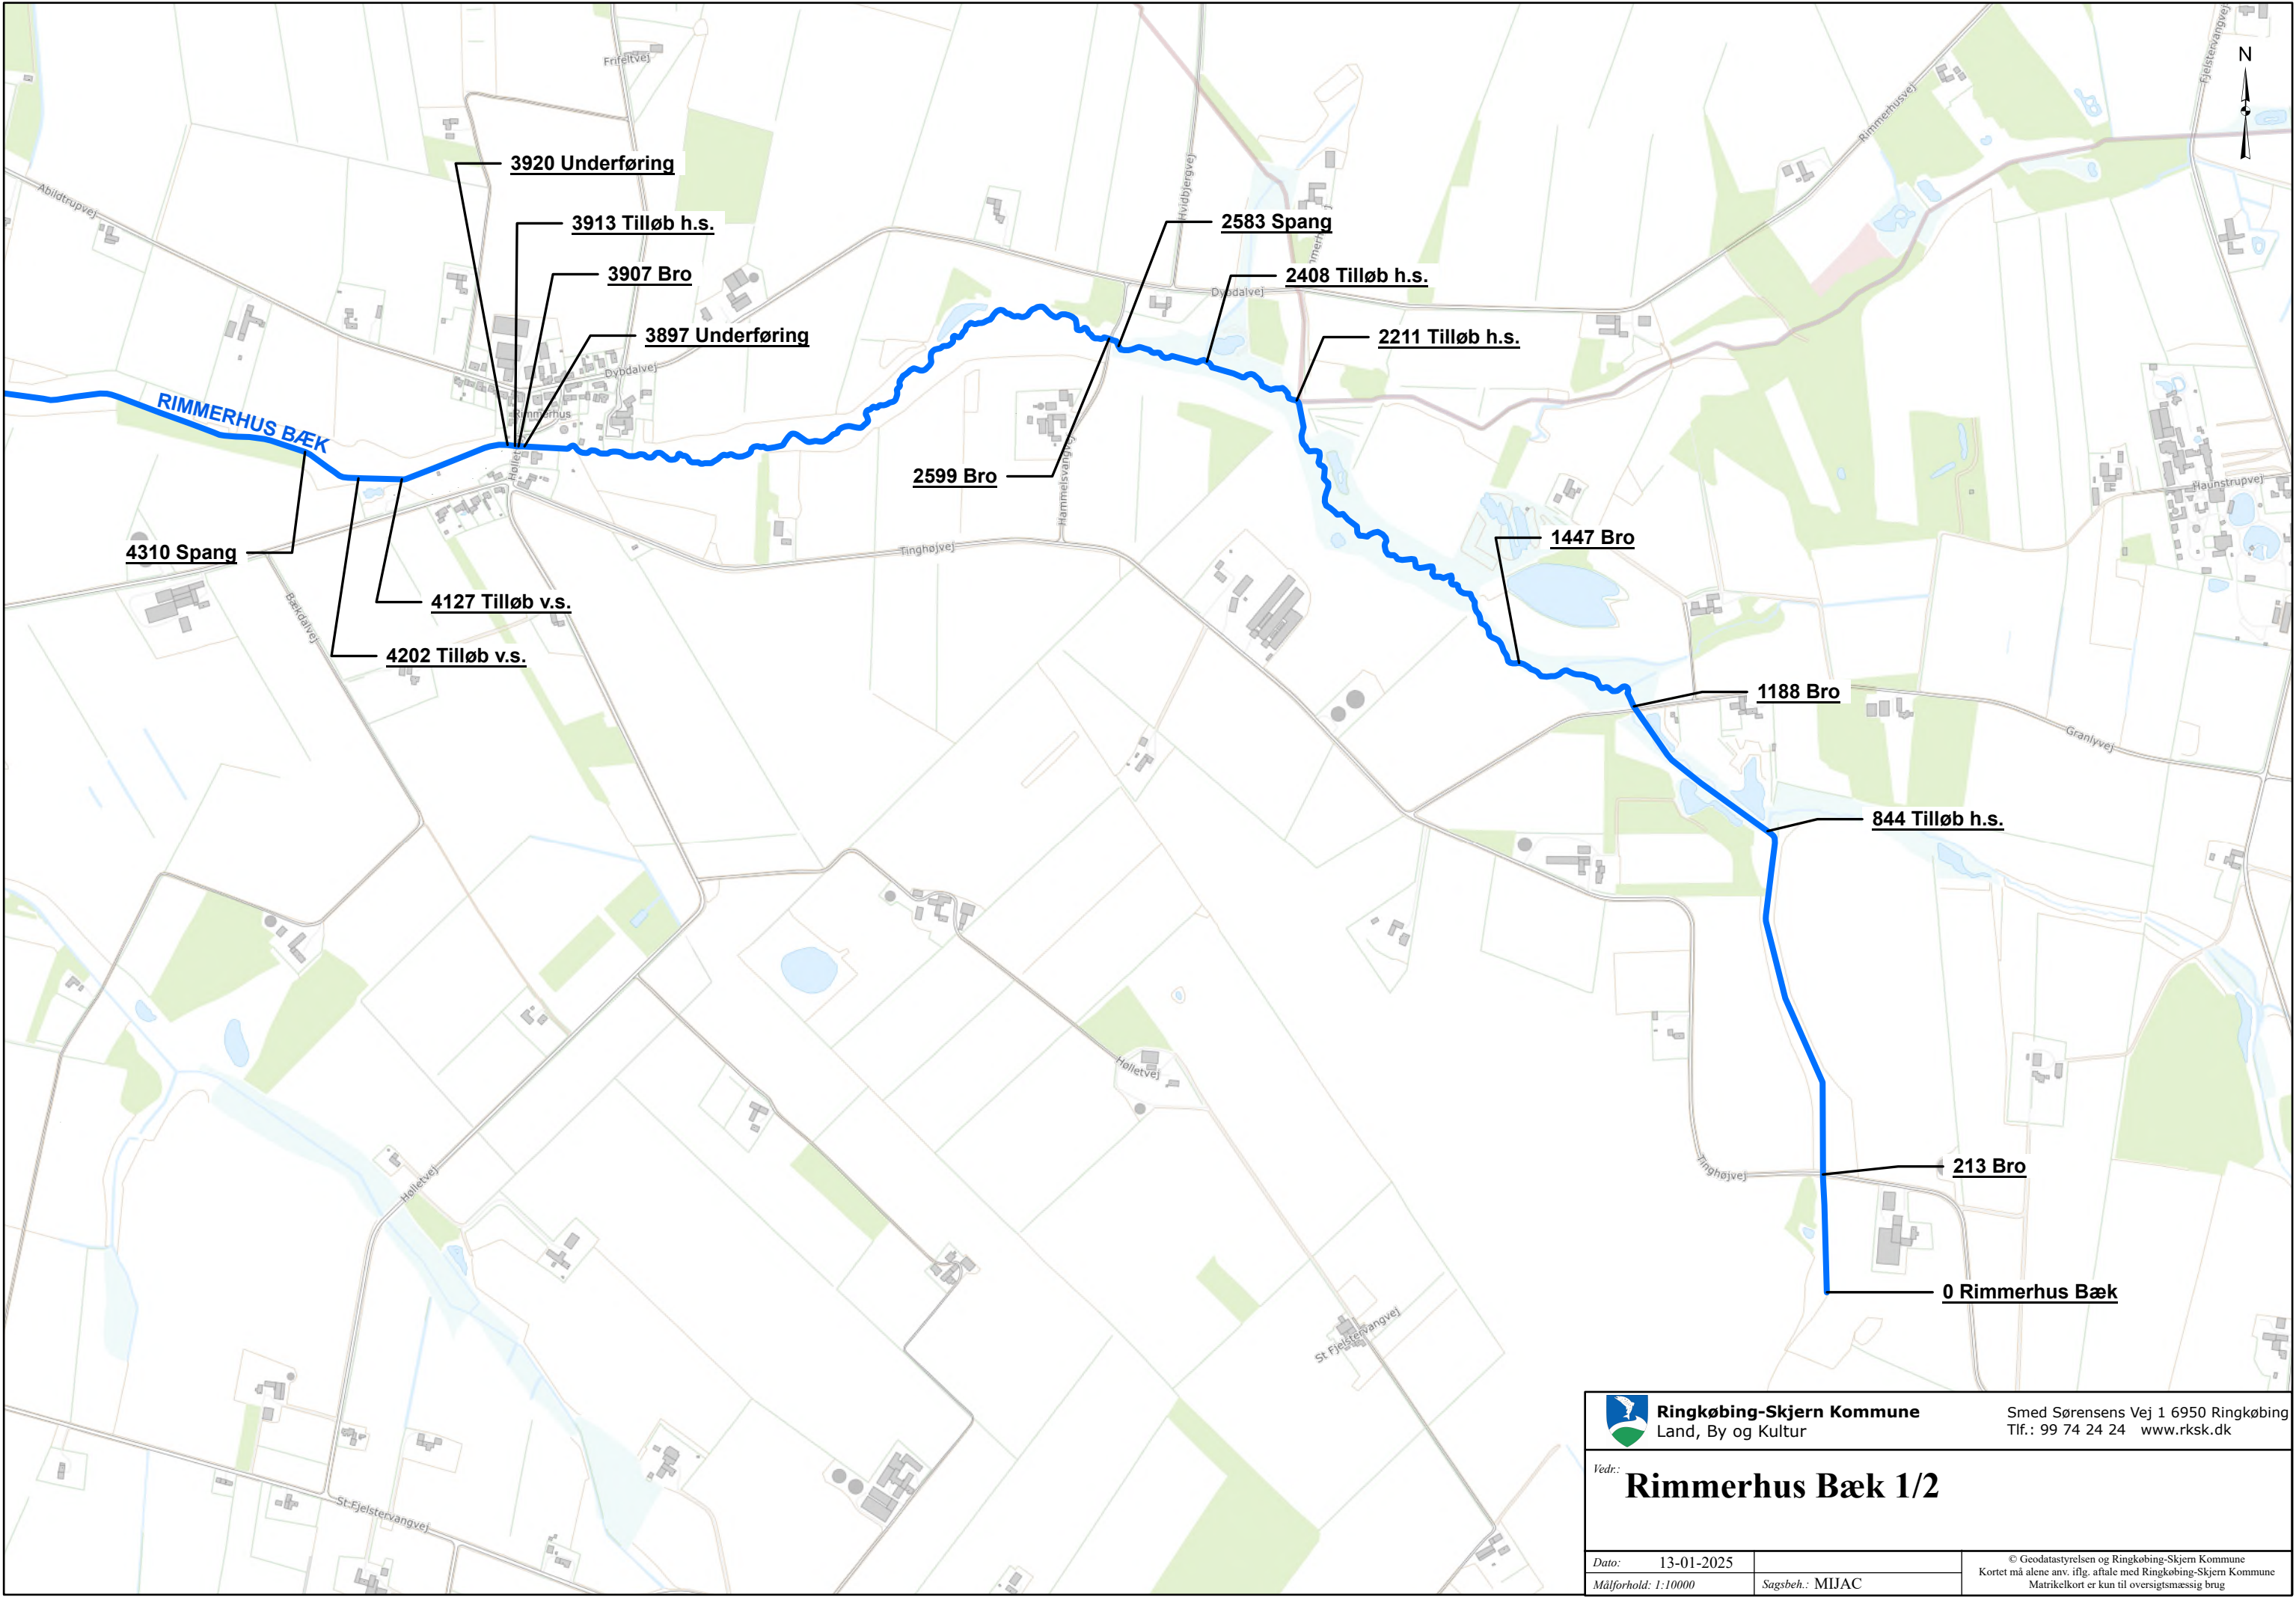 Frifeltvej
N
Fjelstervangvej
Rimmerhusvej
3920 Underføring
Abildtrupvej
Hvidbjergvej
3913 Tilløb h.s.
2583 Spang
3907 Bro
2408 Tilløb h.s.
Dybdalvej
3897 Underføring
2211 Tilløb h.s.
Dybdalvej
RIMMERHUS BÆK
Rimmerhus
Høllet
2599 Bro
Hammelsvangvej
Haunstrupvej
1447 Bro
4310 Spang
Tinghøjvej
4127 Tilløb v.s.
Bækdalvej
4202 Tilløb v.s.
1188 Bro
Granlyvej
844 Tilløb h.s.
Hølletvej
213 Bro
Tinghøjvej
Hølletvej
0 Rimmerhus Bæk
St Fjelstervangvej
St Fjelstervangvej
Ringkøbing-Skjern Kommune
Land, By og Kultur
Smed Sørensens Vej 1 6950 Ringkøbing
Tlf.: 99 74 24 24 www.rksk.dk
Vedr.: Rimmerhus Bæk 1/2
Dato: 13-01-2025
Målforhold: 1:10000
Sagsbeh.: MIJAC
© Geodatastyrelsen og Ringkøbing-Skjern Kommune
Kortet må alene anv. iflg. aftale med Ringkøbing-Skjern Kommune
Matrikelkort er kun til oversigtsmæssig brug